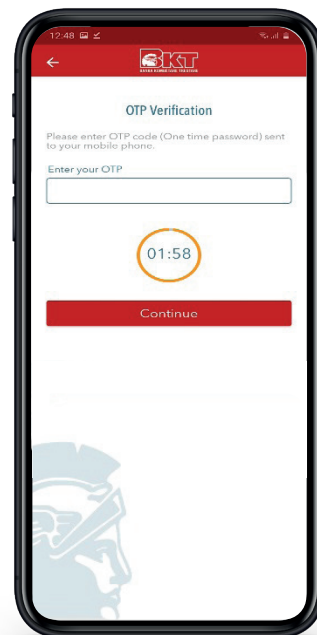 12:48
BKT
OTP Verification
Please enter OTP code (One time password) sent
to your mobile phone.
Enter your OTP
01:58
Continue